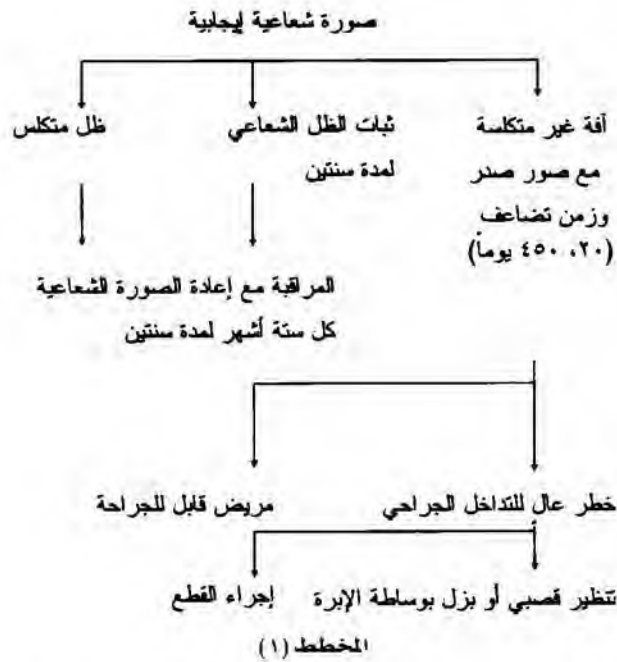 صورة شعاعية إيجابية
آفة غير متكلسة
مع صور صدر
وزمن تضاعف
(٢٠، ٤٥٠ يوماً)
ثبات الظل الشعاعي
لمدة سنتين
ظل متكلس
المراقبة مع إعادة الصورة الشعاعية
كل ستة أشهر لمدة سنتين
خطر عال للتداخل الجراحي
مريض قابل للجراحة
تنظير قصبي أو بزل بوساطة الإبرة
إجراء القطع
المخطط (١)